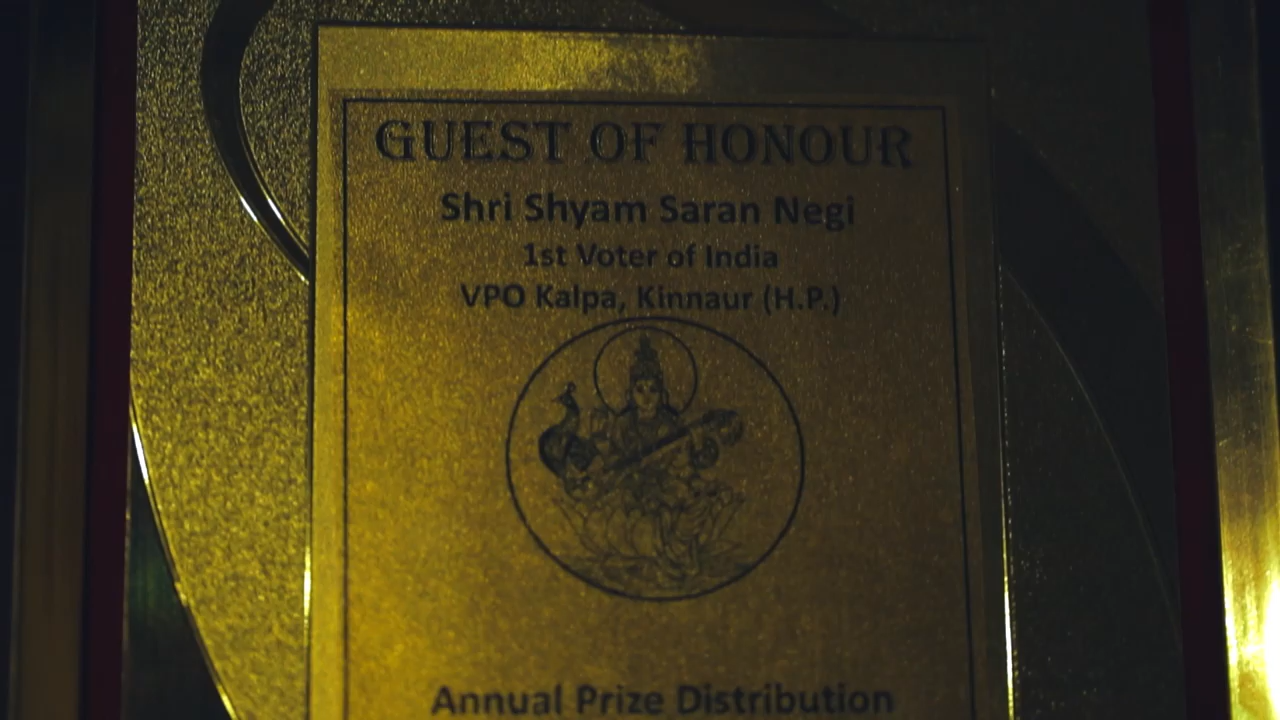 GUEST OF HONOUR
Shri Shyam Saran Negi
1st Voter of India
VPO Kalpa, Kinnaur (H.P.)
Annual Prize Distribution